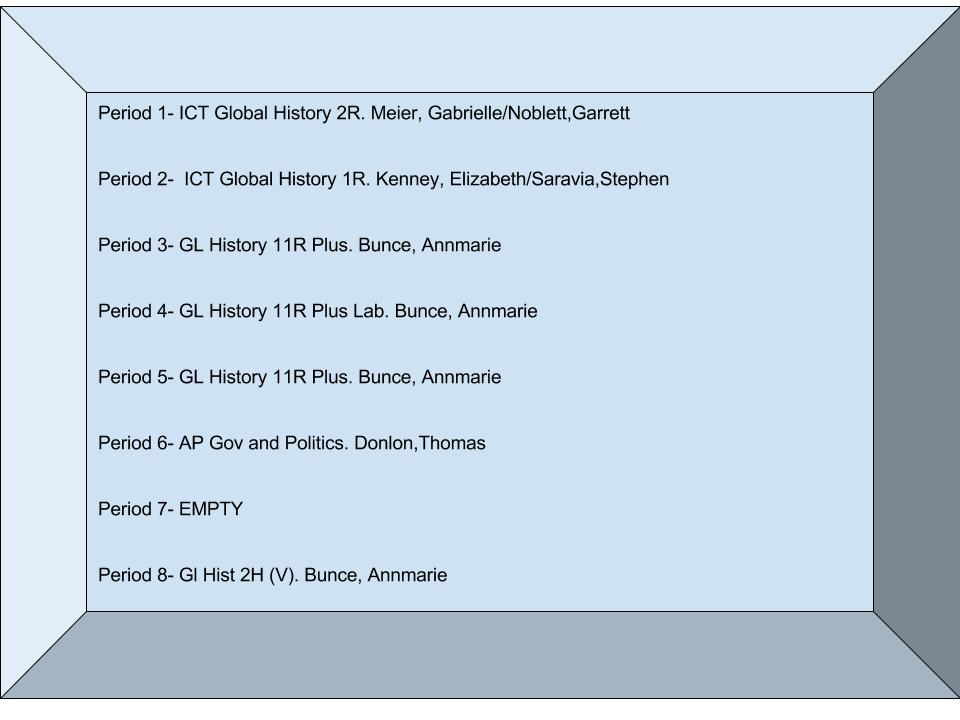 Period 1- ICT Global History 2R. Meier, Gabrielle/Noblett,Garrett
Period 2-  ICT Global History 1R. Kenney, Elizabeth/Saravia,Stephen
Period 3- GL History 11R Plus. Bunce, Annmarie
Period 4- GL History 11R Plus Lab. Bunce, Annmarie
Period 5- GL History 11R Plus. Bunce, Annmarie
Period 6- AP Gov and Politics. Donlon,Thomas
Period 7- EMPTY
Period 8- Gl Hist 2H (V). Bunce, Annmarie